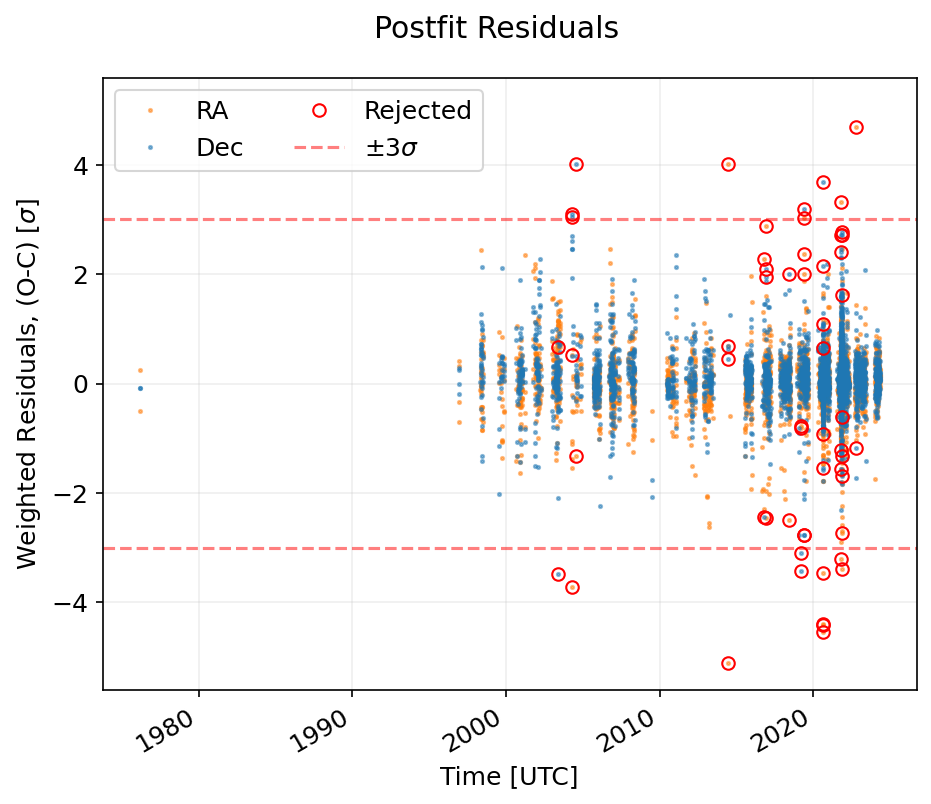 Postfit Residuals
RA
Dec
Rejected
±3σ
Weighted Residuals, (O-C) [σ]
4
2
0
−2
−4
1980
1990
2000
2010
2020
Time [UTC]